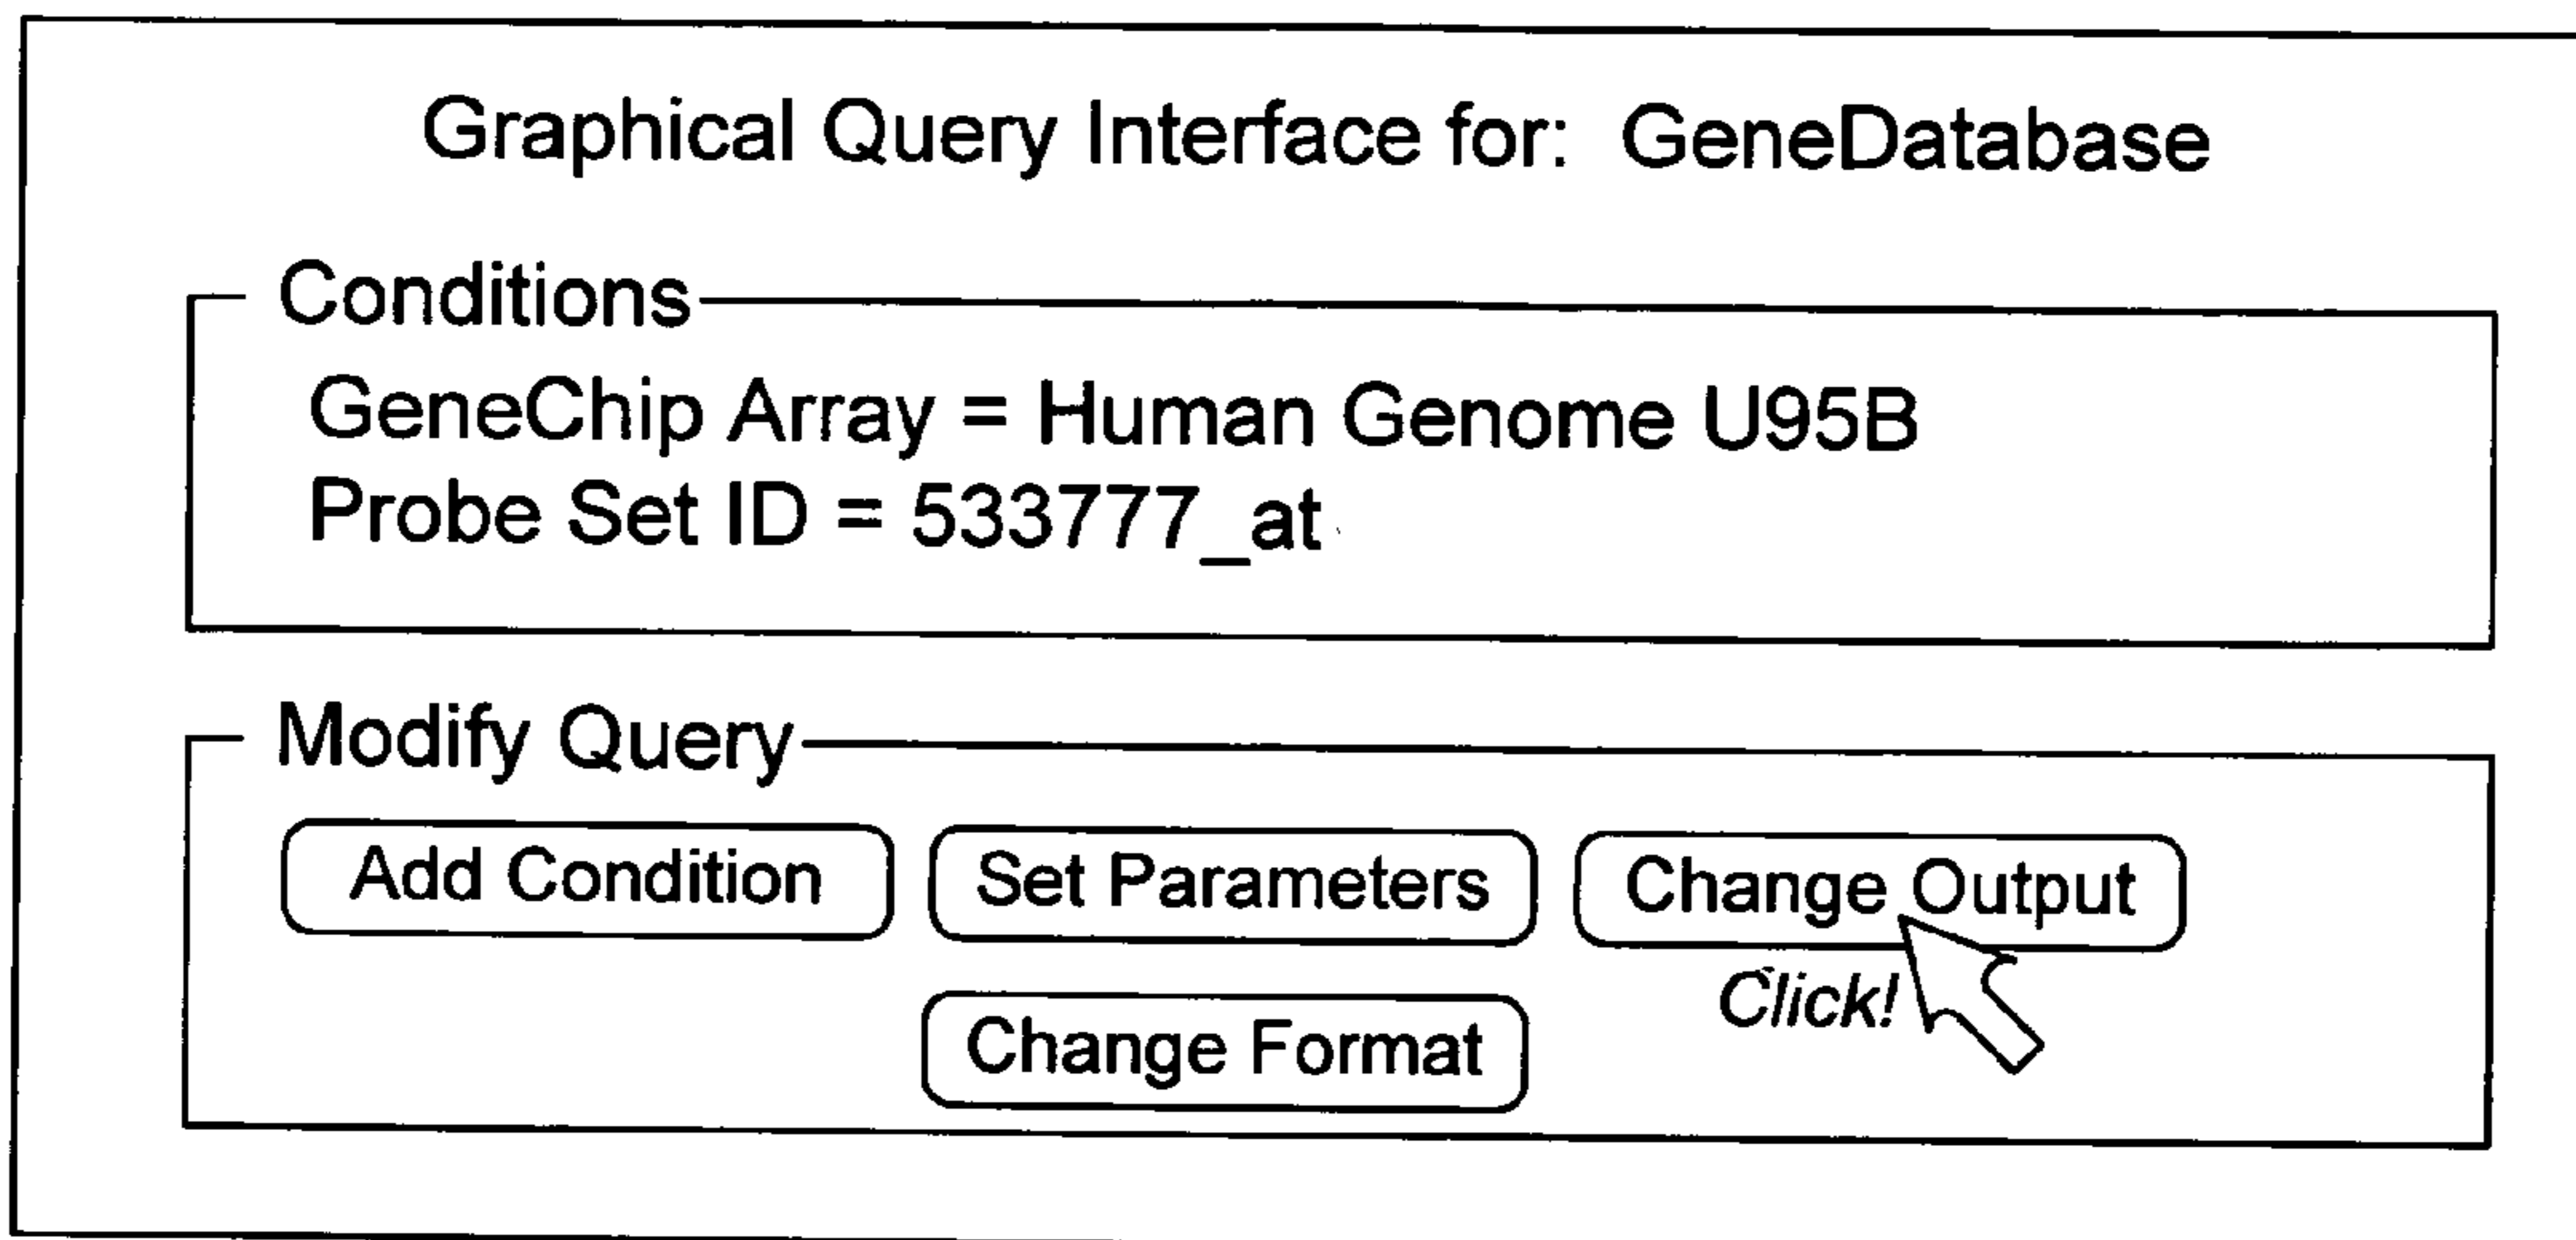 Graphical Query Interface for: GeneDatabase
Conditions
GeneChip Array = Human Genome U95B
Probe Set ID = 533777_at
Modify Query
Add Condition Set Parameters Change Output
Click!
Change Format